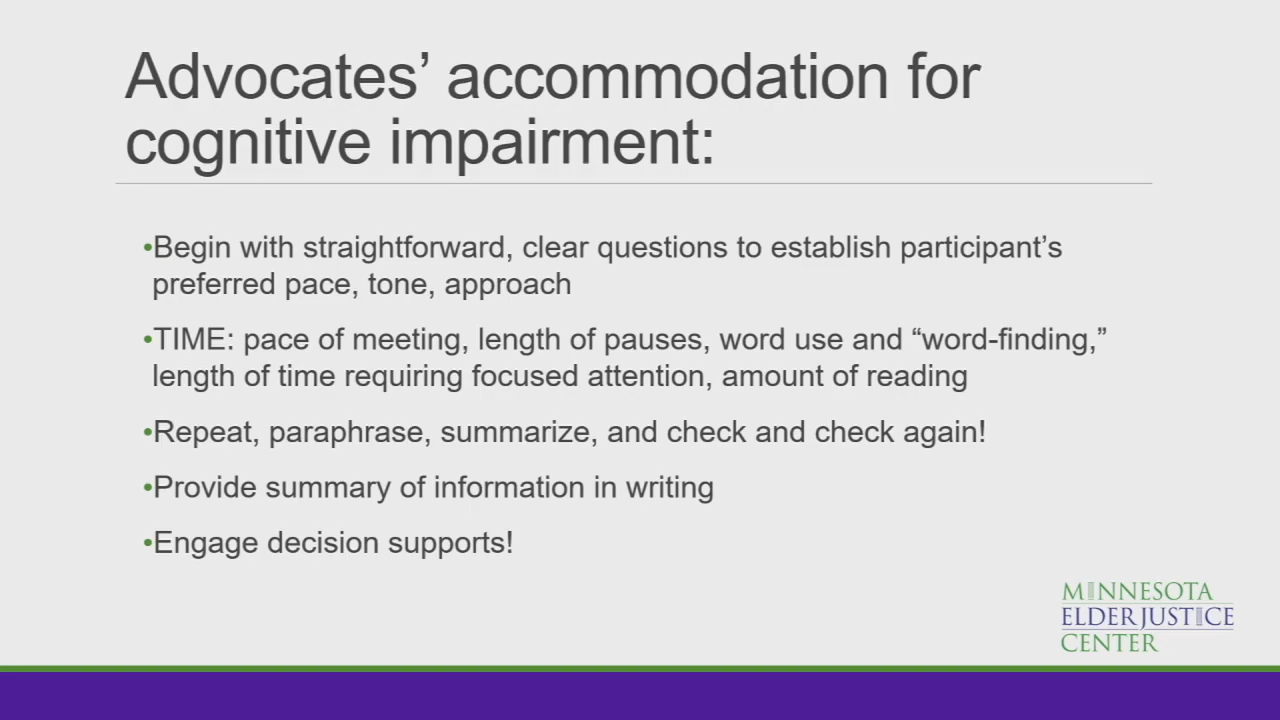 Advocates’ accommodation for
cognitive impairment:
•Begin with straightforward, clear questions to establish participant’s
preferred pace, tone, approach
•TIME: pace of meeting, length of pauses, word use and “word-finding,”
length of time requiring focused attention, amount of reading
•Repeat, paraphrase, summarize, and check and check again!
•Provide summary of information in writing
•Engage decision supports!
MINNESOTA
ELDER JUSTICE
CENTER